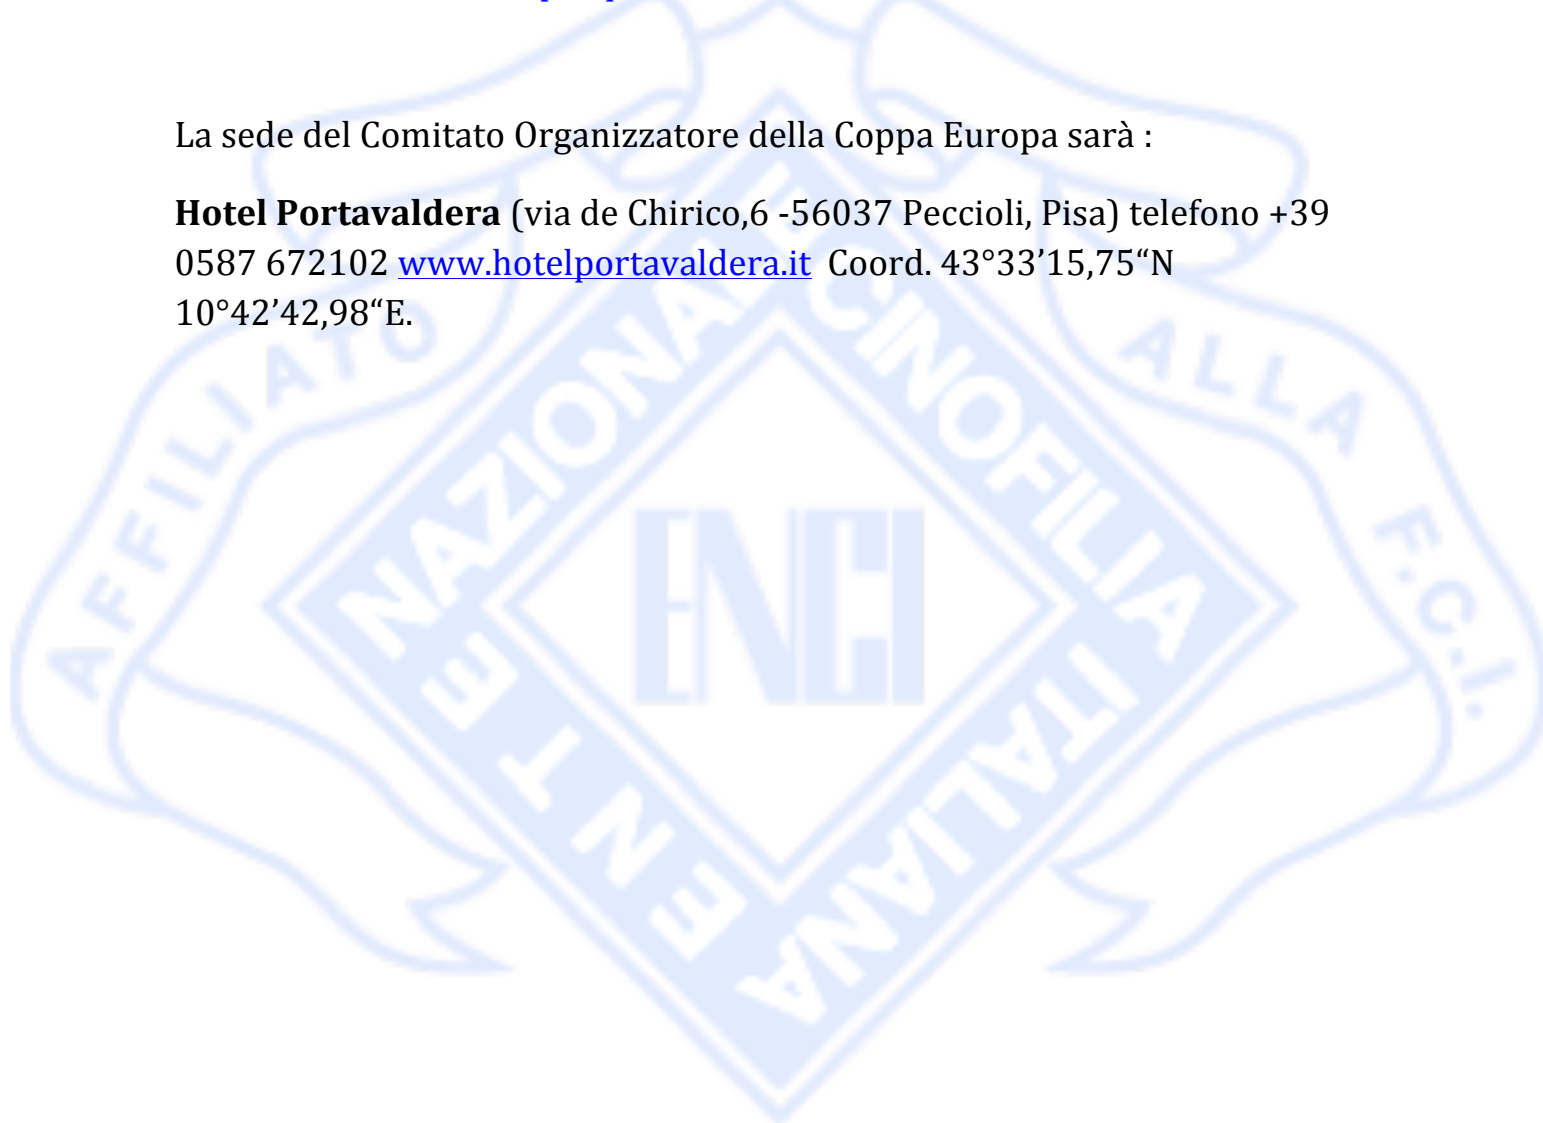 La sede del Comitato Organizzatore della Coppa Europa sarà :
Hotel Portavaldera (via de Chirico,6 -56037 Peccioli, Pisa) telefono +39
0587 672102 www.hotelportavaldera.it Coord. 43°33’15,75“N
10°42’42,98“E.
AFFILIATO
ALLA F.C.I.
ENTE NAZIONALE CINOFILIA ITALIANA
ENCI